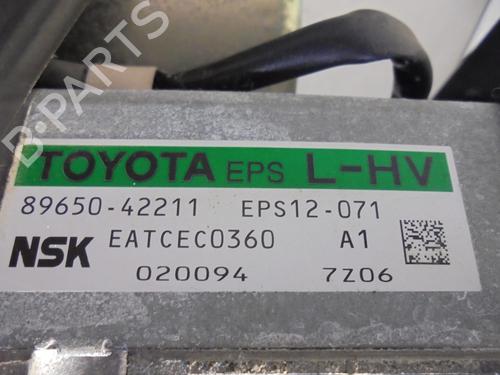 B-PARTS
TOYOTA EPS L-HV
89650-42211 EPS12-071
NSK EATCEC0360 A1
020094 7Z06